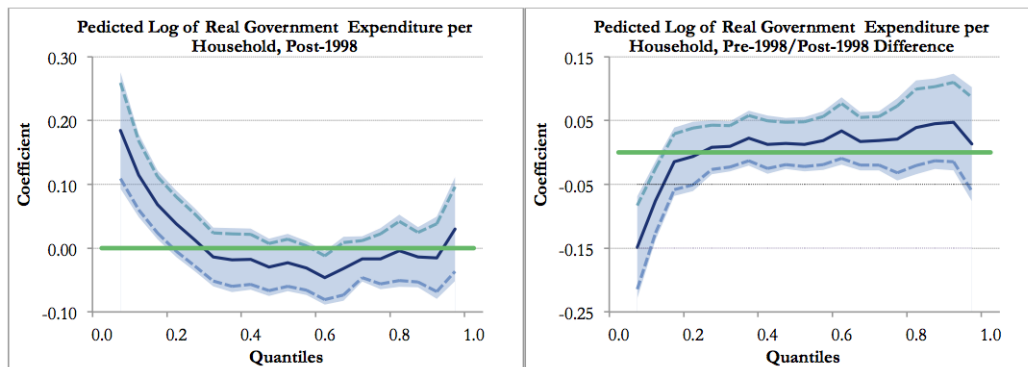 Pedicted Log of Real Government Expenditure per
Household, Post-1998
0.30
0.20
0.10
0.00
-0.10
Coefficient
0.0 0.2 0.4 0.6 0.8 1.0
Quantiles
Pedicted Log of Real Government Expenditure per
Household, Pre-1998/Post-1998 Difference
0.15
0.05
-0.05
-0.15
-0.25
Coefficient
0.0 0.2 0.4 0.6 0.8 1.0
Quantiles